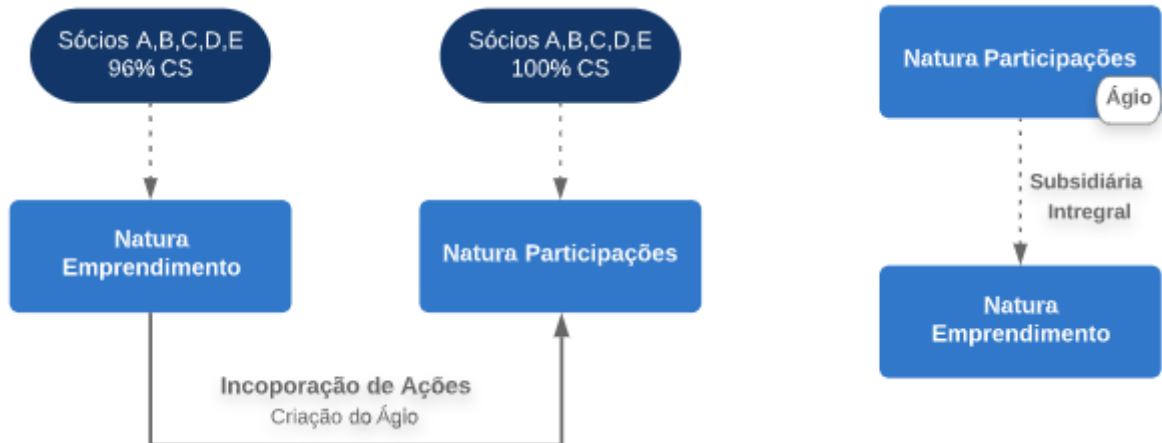 Sócios A,B,C,D,E
96% CS
Sócios A,B,C,D,E
100% CS
Natura
Emprendimento
Natura Participações
Incoporação de Ações
Criação do Ágio
Natura Participações
Ágio
Subsidiária
Intregral
Natura
Emprendimento